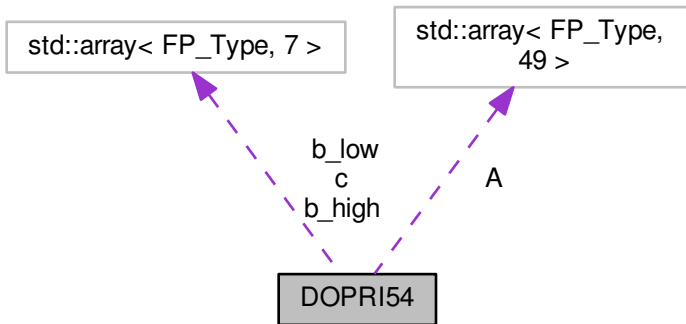 std::array< FP_Type, 7 >
std::array< FP_Type,
49 >
b_low
c
b_high
A
DOPRI54